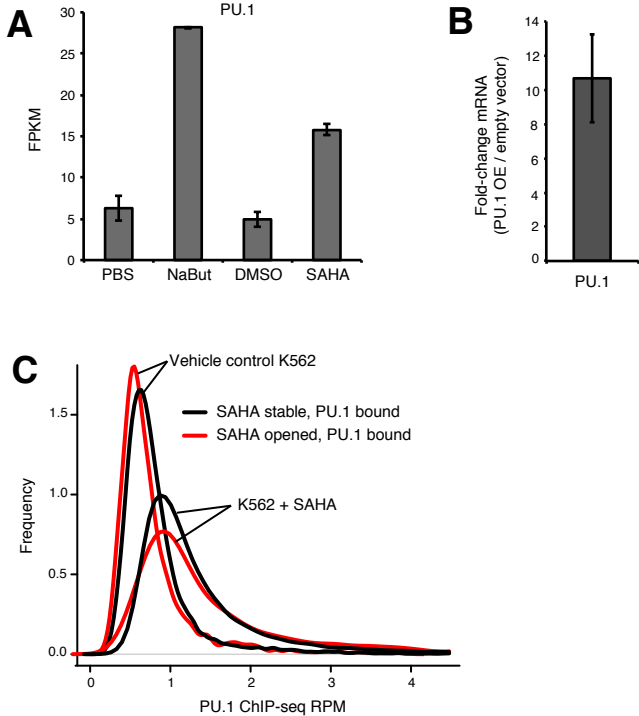 A
PU.1
FPKM
30
25
20
15
10
5
0
PBS NaBut DMSO SAHA
B
Fold-change mRNA
(PU.1 OE / empty vector)
14
12
10
8
6
4
2
0
PU.1
C
Vehicle control K562
SAHA stable, PU.1 bound
SAHA opened, PU.1 bound
K562 + SAHA
Frequency
1.5
1.0
0.5
0.0
0 1 2 3 4
PU.1 ChIP-seq RPM